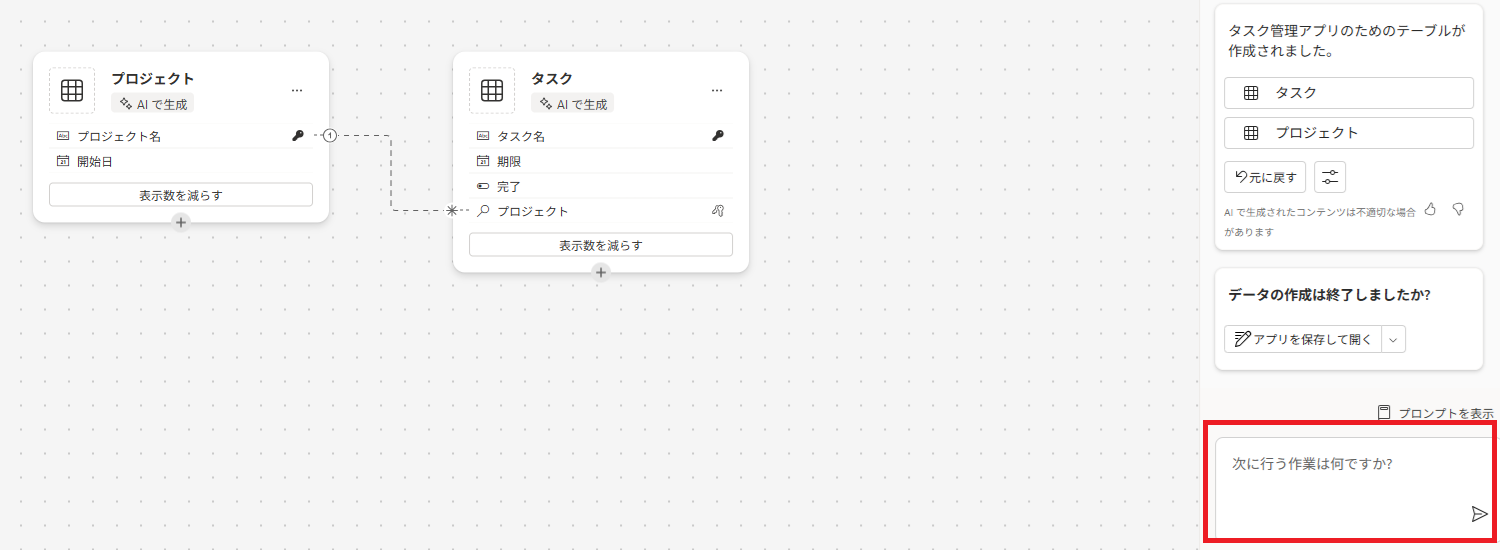 プロジェクト
AI で生成
プロジェクト名
開始日
表示数を減らす
1
タスク
AI で生成
タスク名
期限
完了
プロジェクト
表示数を減らす
タスク管理アプリのためのテーブルが
作成されました。
タスク
プロジェクト
元に戻す
AI で生成されたコンテンツは不適切な場合
があります
データの作成は終了しましたか?
アプリを保存して開く
プロンプトを表示
次に行う作業は何ですか?